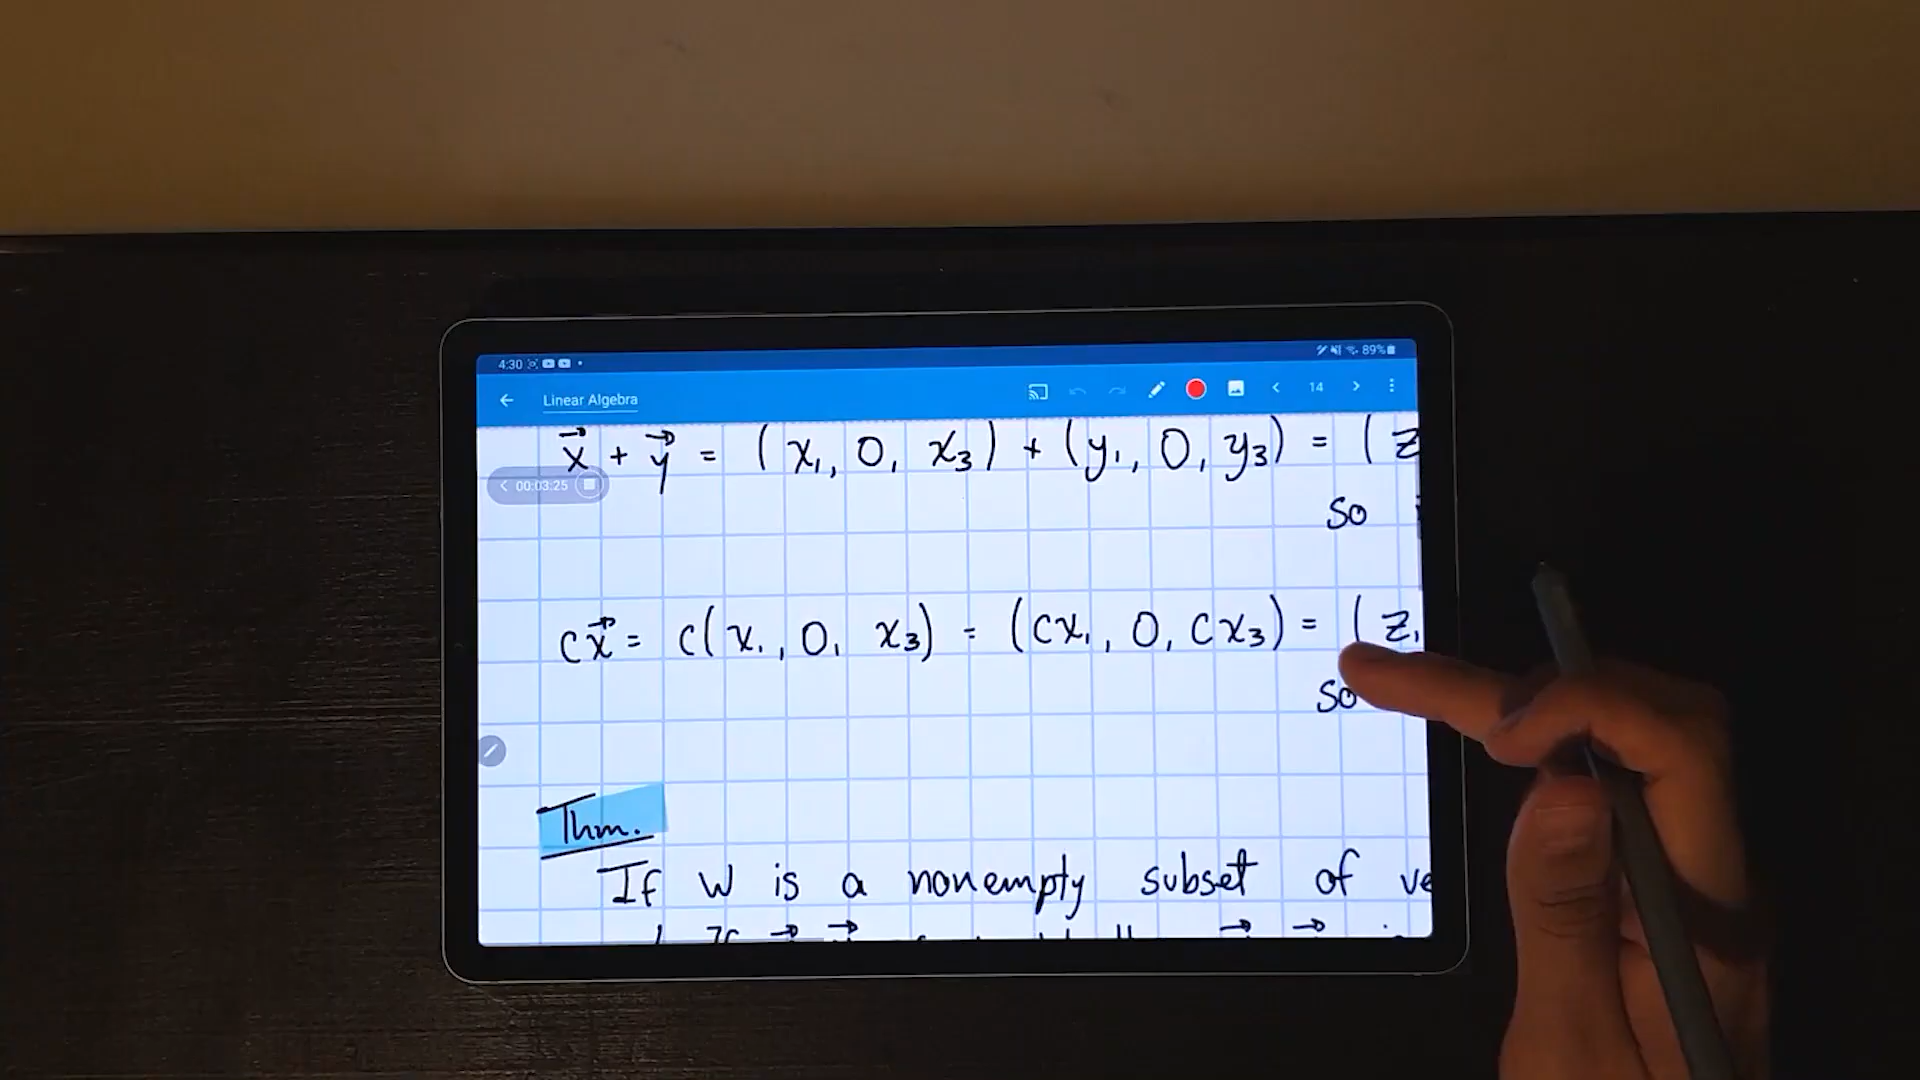 4:30
89%
Linear Algebra
14
x⃗ + y⃗ = (x₁, 0, x₃) + (y₁, 0, y₃) = (z
00:03:25
so
cx⃗ = c(x₁, 0, x₃) = (cx₁, 0, cx₃) = (z₁
so
Thm.
If W is a nonempty subset of ve